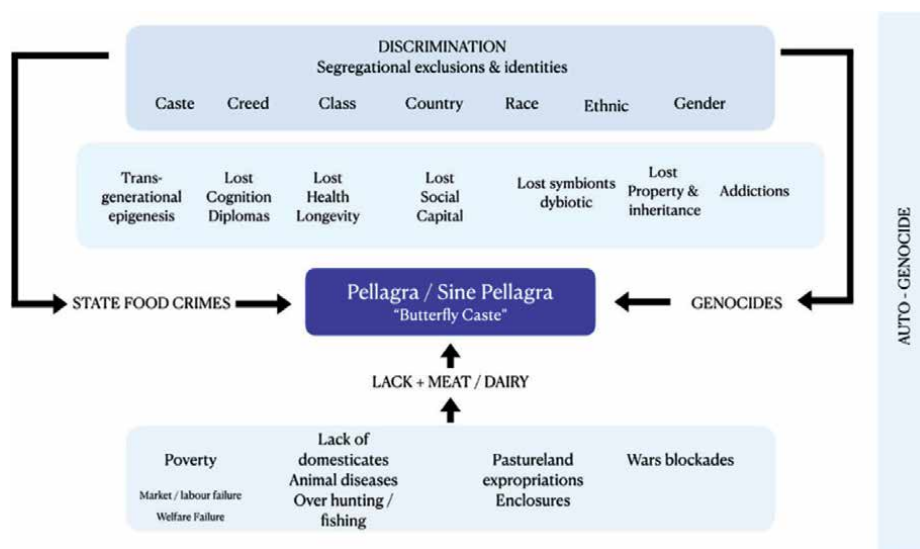 DISCRIMINATION
Segregational exclusions & identities
Caste Creed Class Country Race Ethnic Gender
Trans-
generational
epigenesis
Lost
Cognition
Diplomas
Lost
Health
Longevity
Lost
Social
Capital
Lost symbionts
dybiotic
Lost
Property &
inheritance
Addictions
STATE FOOD CRIMES
Pellagra / Sine Pellagra
“Butterfly Caste”
GENOCIDES
LACK + MEAT / DAIRY
Poverty
Market / labour failure
Welfare Failure
Lack of
domesticates
Animal diseases
Over hunting /
fishing
Pastureland
expropriations
Enclosures
Wars blockades
AUTO - GENOCIDE